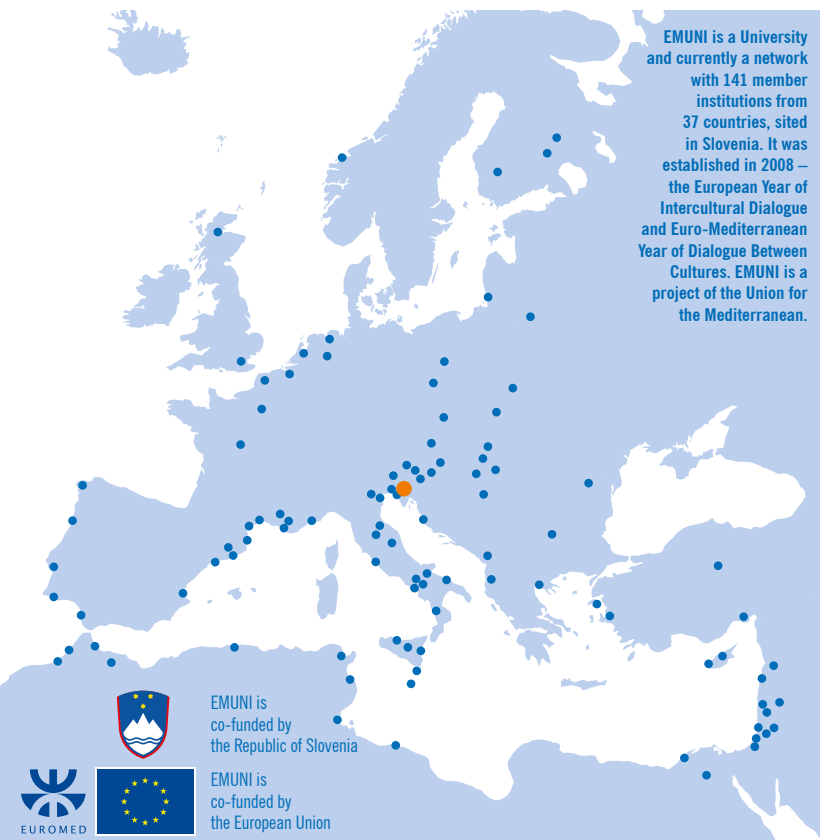 EMUNI is a University
and currently a network
with 141 member
institutions from
37 countries, sited
in Slovenia. It was
established in 2008 –
the European Year of
Intercultural Dialogue
and Euro-Mediterranean
Year of Dialogue Between
Cultures. EMUNI is a
project of the Union for
the Mediterranean.
EMUNI is
co-funded by
the Republic of Slovenia
EMUNI is
co-funded by
the European Union
EUROMED